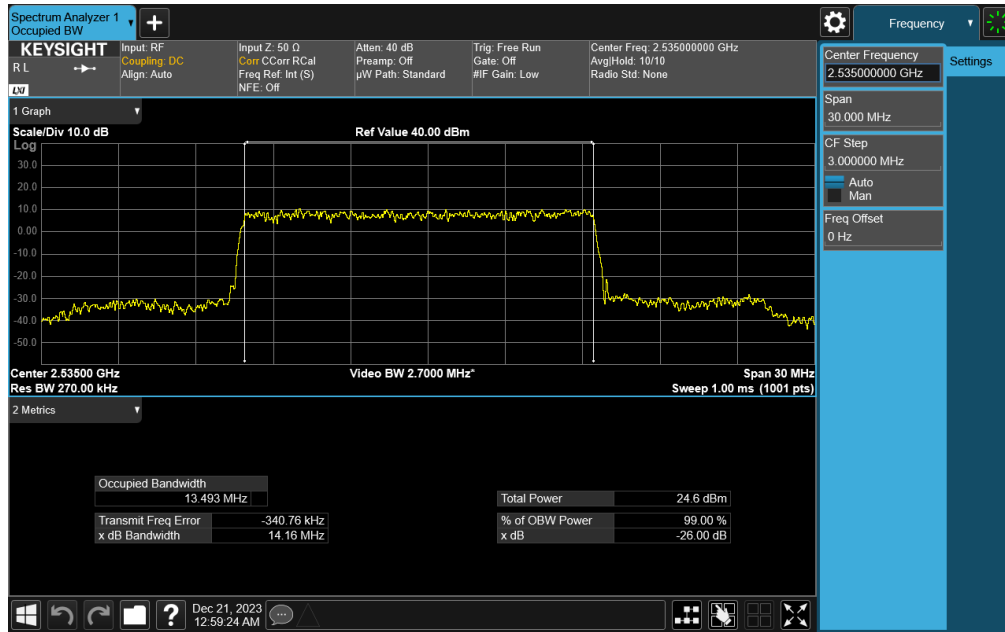 Spectrum Analyzer 1
Occupied BW
Frequency
KEYSIGHT
R L
LXI
Input: RF
Coupling: DC
Align: Auto
Input Z: 50 Ω
Corr CCorr RCal
Freq Ref: Int (S)
NFE: Off
Atten: 40 dB
Preamp: Off
µW Path: Standard
Trig: Free Run
Gate: Off
#IF Gain: Low
Center Freq: 2.535000000 GHz
Avg|Hold: 10/10
Radio Std: None
Center Frequency
2.535000000 GHz
Settings
Span
30.000 MHz
CF Step
3.000000 MHz
Auto
Man
Freq Offset
0 Hz
1 Graph
Scale/Div 10.0 dB
Ref Value 40.00 dBm
Log
30.0
20.0
10.0
0.00
-10.0
-20.0
-30.0
-40.0
-50.0
Center 2.53500 GHz
Video BW 2.7000 MHz*
Span 30 MHz
Res BW 270.00 kHz
Sweep 1.00 ms (1001 pts)
2 Metrics
Occupied Bandwidth
13.493 MHz
Total Power 24.6 dBm
Transmit Freq Error -340.76 kHz
% of OBW Power 99.00 %
x dB Bandwidth 14.16 MHz
x dB -26.00 dB
Dec 21, 2023
12:59:24 AM